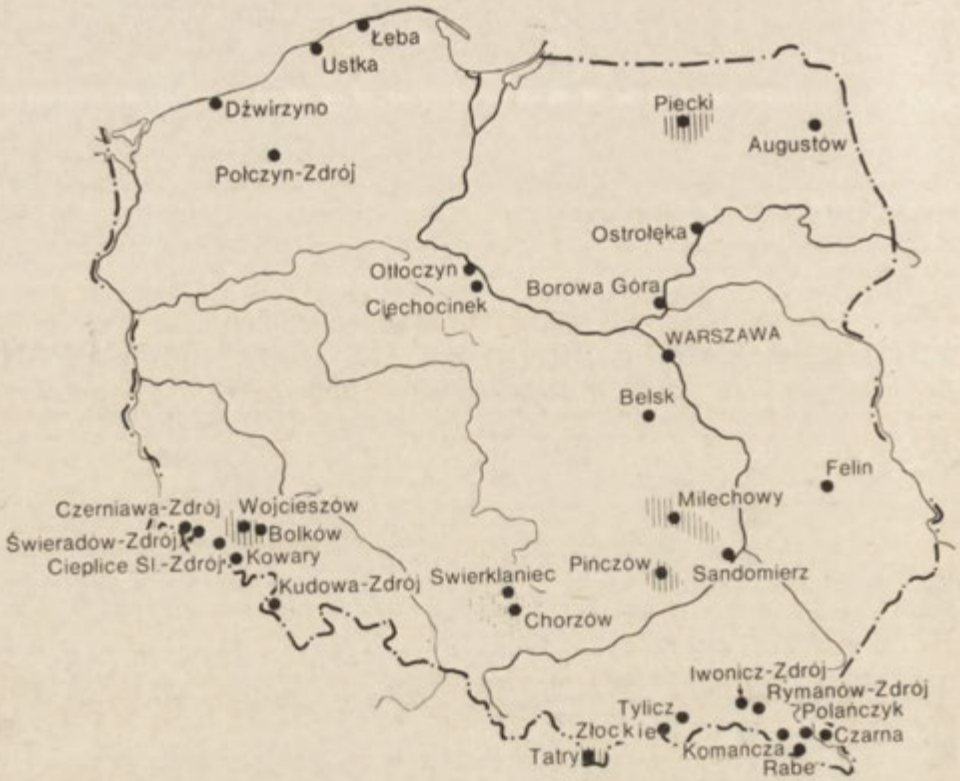 Łeba
Ustka
Dźwirzyno
Połczyn-Zdrój
Piecki
Augustów
Ostrołęka
Otłoczyn
Ciechocinek
Borowa Góra
WARSZAWA
Belsk
Felin
Milechowy
Czerniawa-Zdrój
Wojcieszów
Świeradów-Zdrój
Bolków
Cieplice Śl.-Zdrój
Kowary
Kudowa-Zdrój
Świerklaniec
Chorzów
Pińczów
Sandomierz
Iwonicz-Zdrój
Rymanów-Zdrój
Polańczyk
Tylicz
Złockie
Czarna
Komańcza
Rabe
Tatry